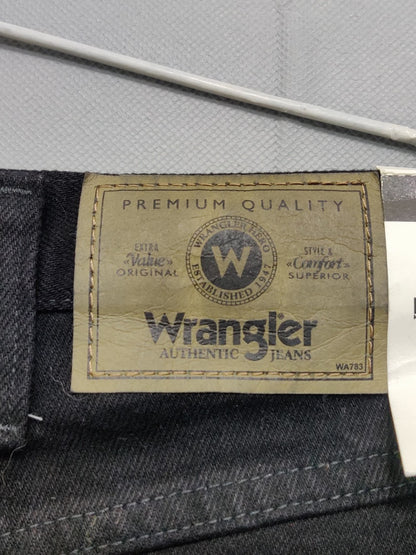 PREMIUM QUALITY
WRANGLER HERO
EXTRA
«Value»
ORIGINAL
W
STYLE &
«Comfort»
SUPERIOR
ESTABLISHED 1947
Wrangler
AUTHENTIC JEANS
WA783